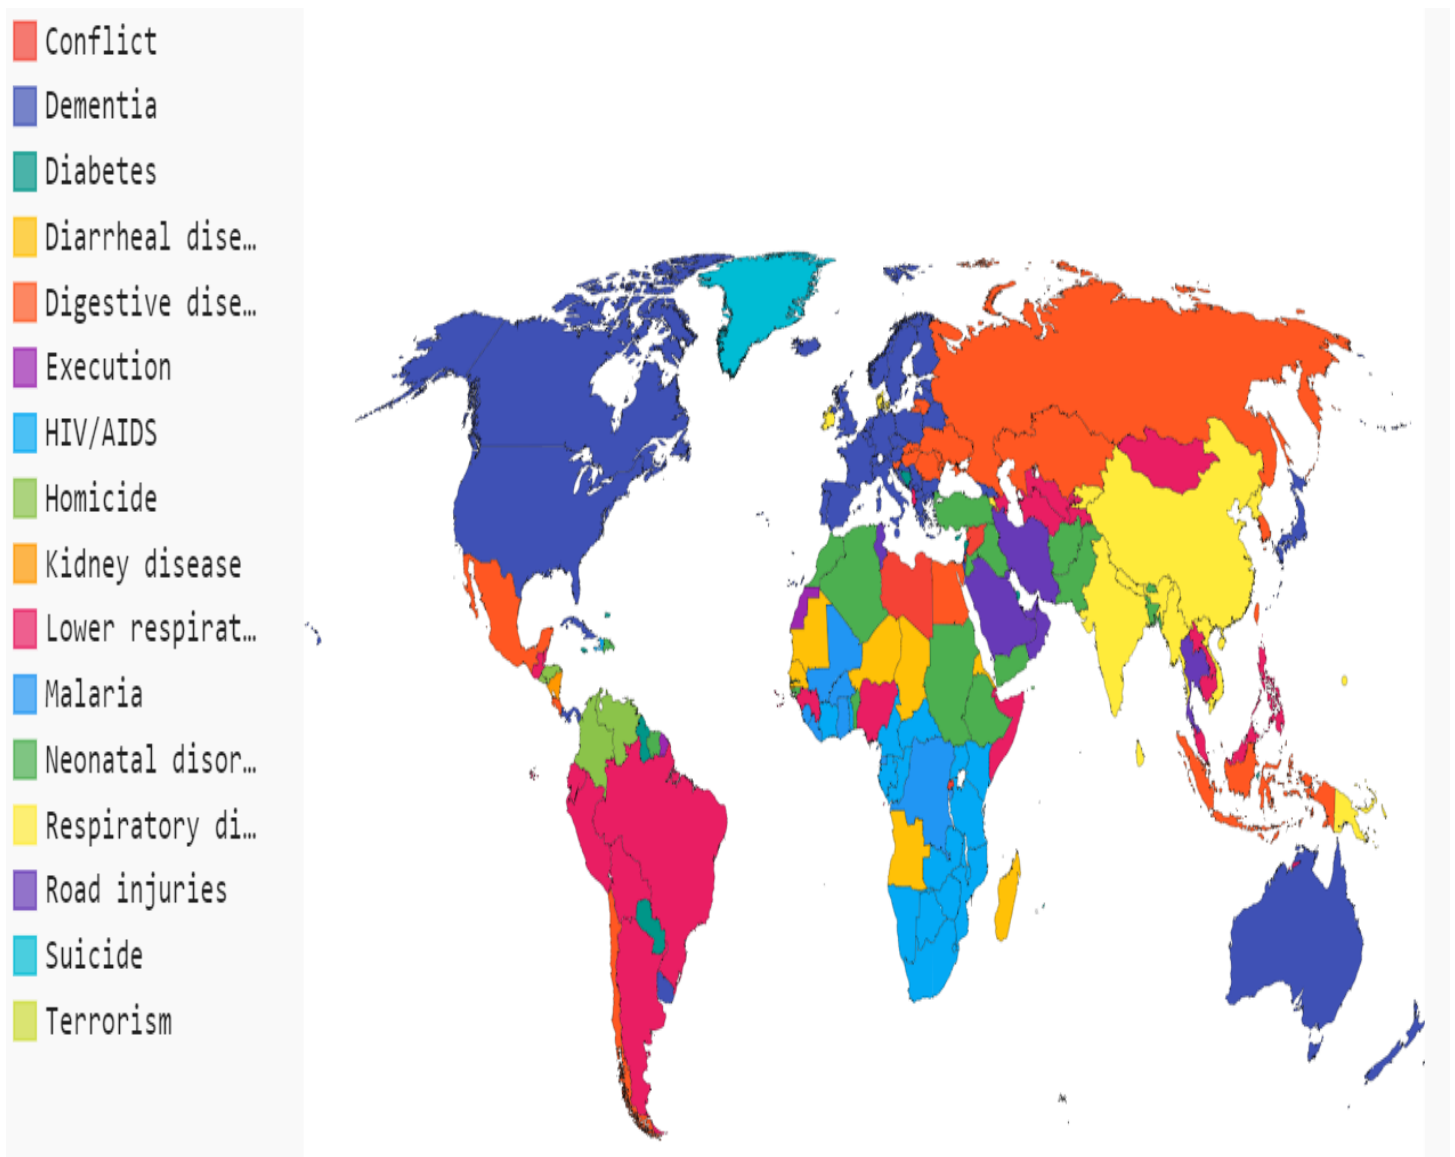 Conflict
Dementia
Diabetes
Diarrheal dise…
Digestive dise…
Execution
HIV/AIDS
Homicide
Kidney disease
Lower respirat…
Malaria
Neonatal disor…
Respiratory di…
Road injuries
Suicide
Terrorism